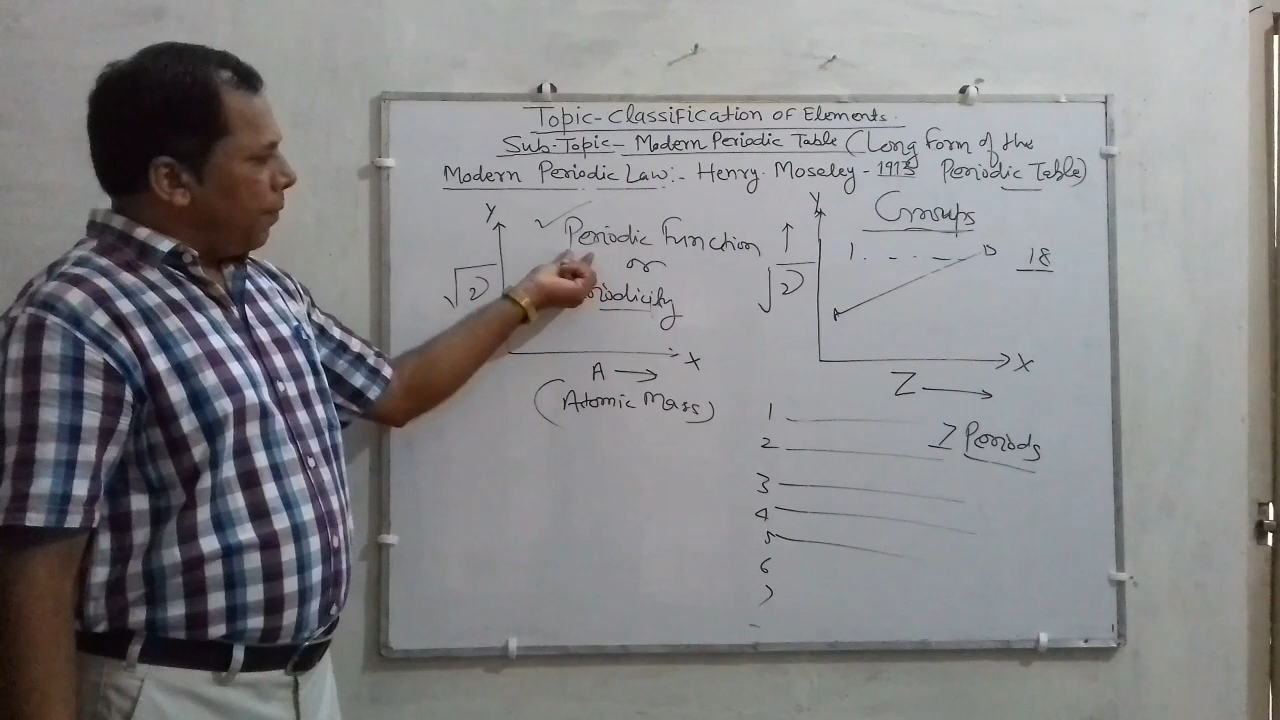 Topic-Classification of Elements.
Sub-Topic- Modern Periodic Table (Long Form of the
Modern Periodic Law:- Henry Moseley - 1913 Periodic Table)
Y
Periodic Function
or
√ν
X
A →
(Atomic Mass)
Y
Groups
1. - - - - 18
√ν
X
Z →
1
2
7 Periods
3
4
5
6
7